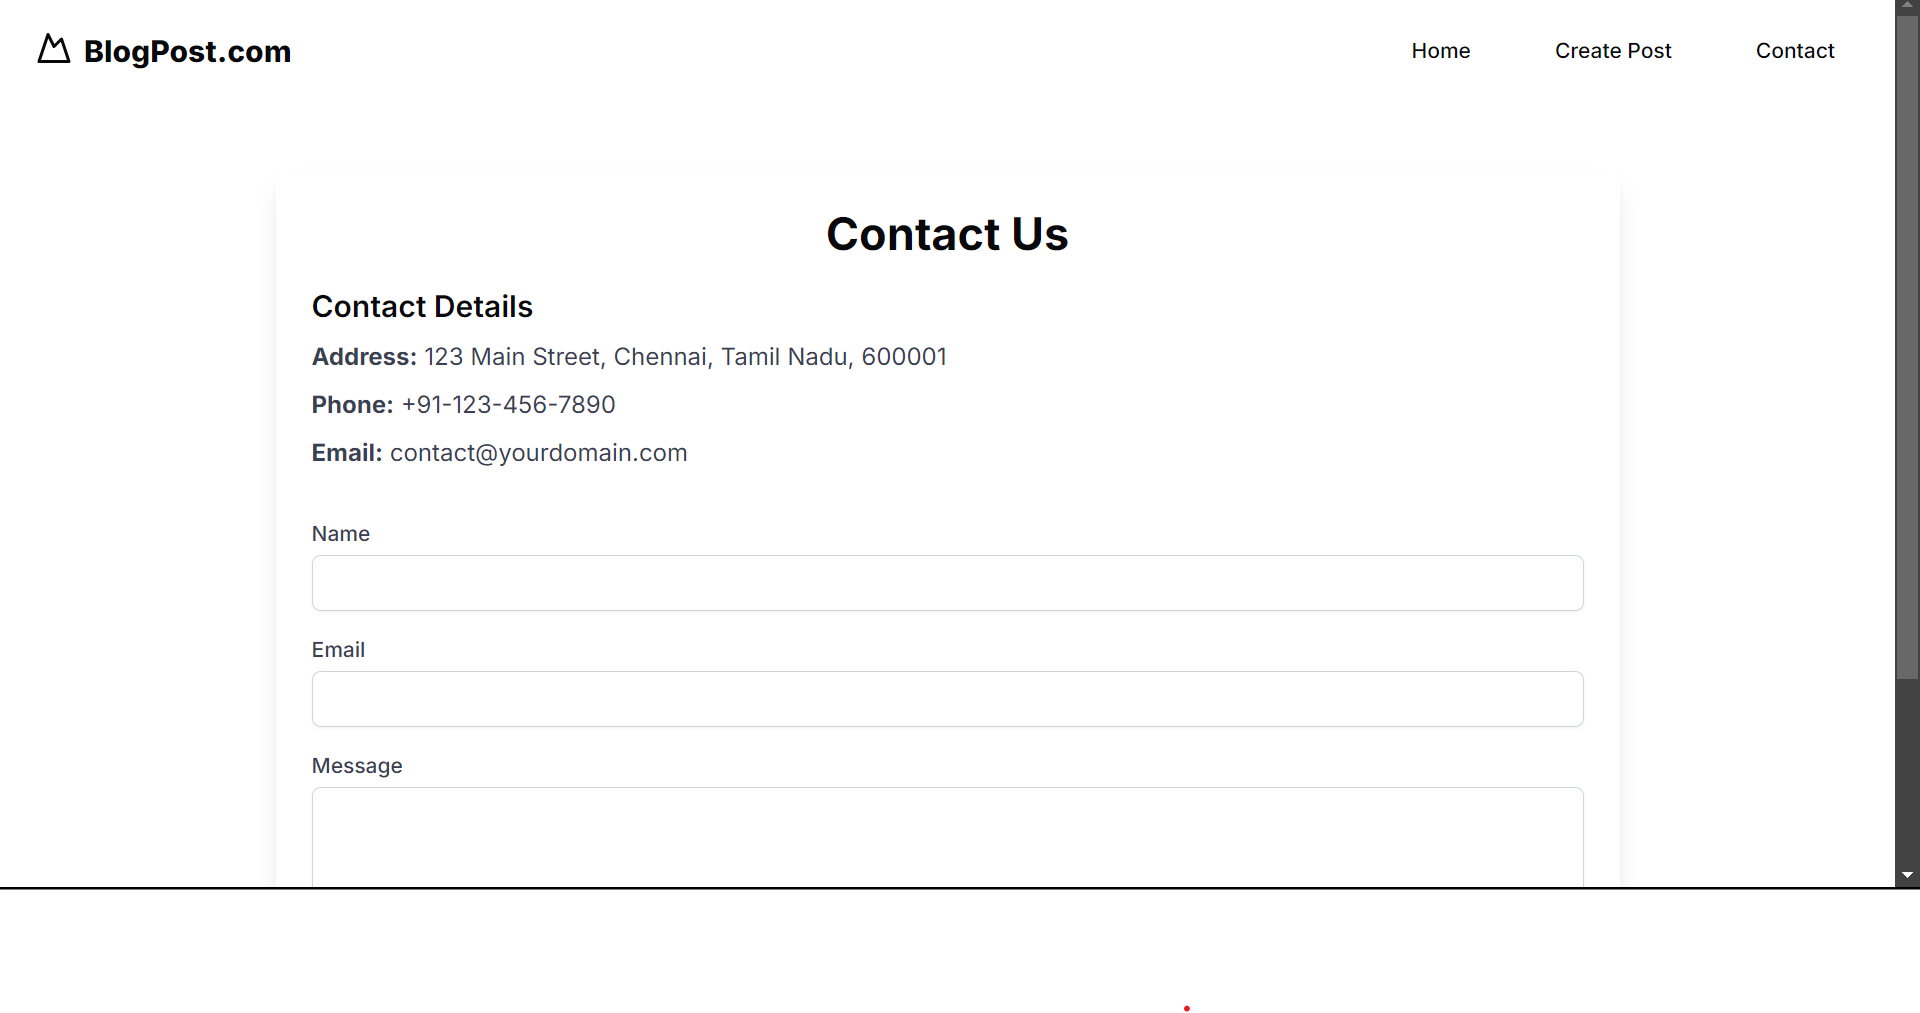 BlogPost.com
Home
Create Post
Contact
Contact Us
Contact Details
Address: 123 Main Street, Chennai, Tamil Nadu, 600001
Phone: +91-123-456-7890
Email: contact@yourdomain.com
Name
Email
Message